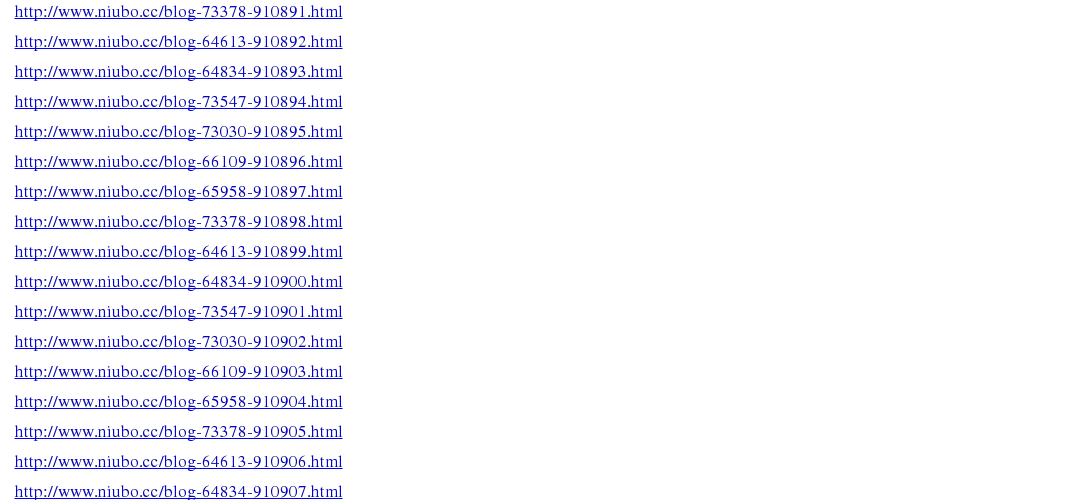 http://www.niubo.cc/blog-73378-910891.html
http://www.niubo.cc/blog-64613-910892.html
http://www.niubo.cc/blog-64834-910893.html
http://www.niubo.cc/blog-73547-910894.html
http://www.niubo.cc/blog-73030-910895.html
http://www.niubo.cc/blog-66109-910896.html
http://www.niubo.cc/blog-65958-910897.html
http://www.niubo.cc/blog-73378-910898.html
http://www.niubo.cc/blog-64613-910899.html
http://www.niubo.cc/blog-64834-910900.html
http://www.niubo.cc/blog-73547-910901.html
http://www.niubo.cc/blog-73030-910902.html
http://www.niubo.cc/blog-66109-910903.html
http://www.niubo.cc/blog-65958-910904.html
http://www.niubo.cc/blog-73378-910905.html
http://www.niubo.cc/blog-64613-910906.html
http://www.niubo.cc/blog-64834-910907.html